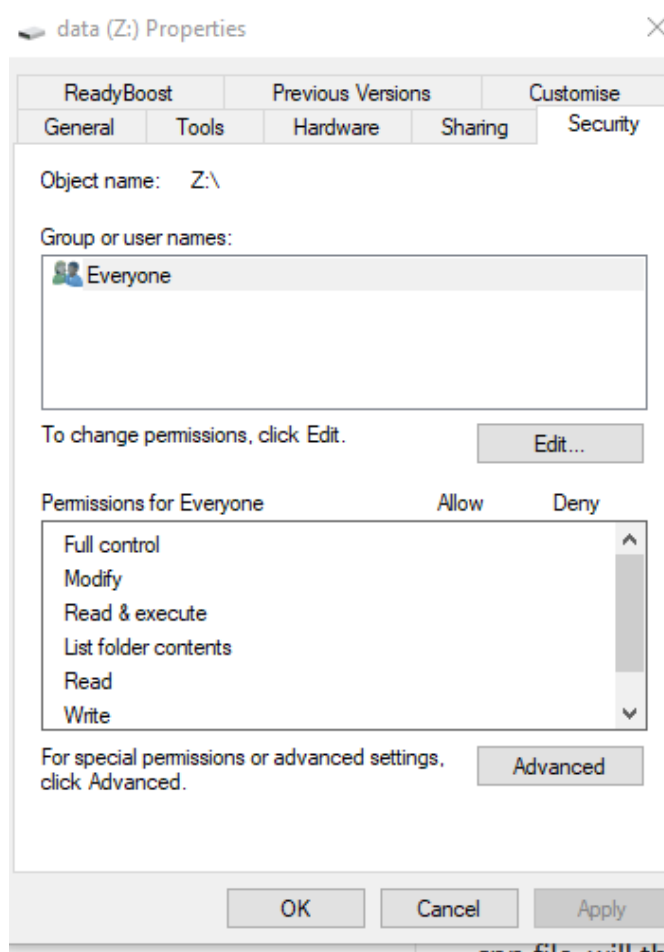 data (Z:) Properties
ReadyBoost Previous Versions Customise
General Tools Hardware Sharing Security
Object name: Z:\
Group or user names:
Everyone
To change permissions, click Edit.
Edit...
Permissions for Everyone Allow Deny
Full control
Modify
Read & execute
List folder contents
Read
Write
For special permissions or advanced settings,
click Advanced.
Advanced
OK Cancel Apply